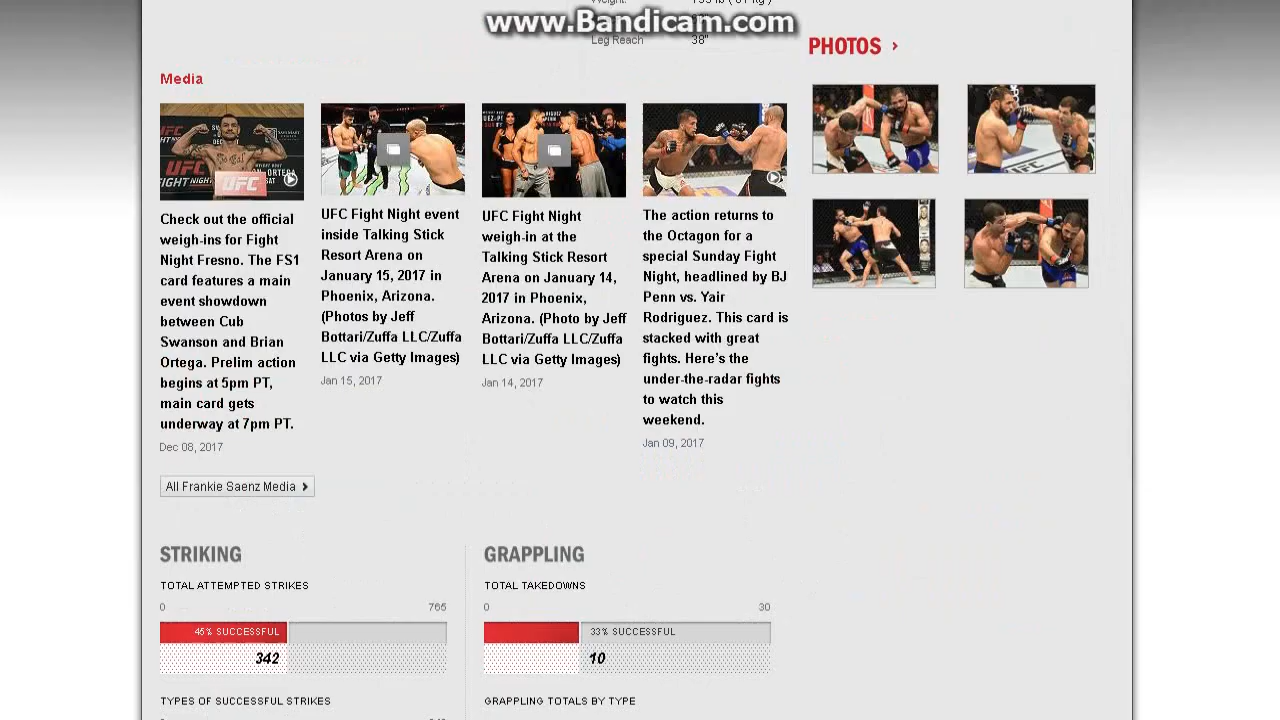 www.Bandicam.com
Leg Reach 38"
PHOTOS
Media
Check out the official
weigh-ins for Fight
Night Fresno. The FS1
card features a main
event showdown
between Cub
Swanson and Brian
Ortega. Prelim action
begins at 5pm PT,
main card gets
underway at 7pm PT.
Dec 08, 2017
UFC Fight Night event
inside Talking Stick
Resort Arena on
January 15, 2017 in
Phoenix, Arizona.
(Photos by Jeff
Bottari/Zuffa LLC/Zuffa
LLC via Getty Images)
Jan 15, 2017
UFC Fight Night
weigh-in at the
Talking Stick Resort
Arena on January 14,
2017 in Phoenix,
Arizona. (Photo by Jeff
Bottari/Zuffa LLC/Zuffa
LLC via Getty Images)
Jan 14, 2017
The action returns to
the Octagon for a
special Sunday Fight
Night, headlined by BJ
Penn vs. Yair
Rodriguez. This card is
stacked with great
fights. Here's the
under-the-radar fights
to watch this
weekend.
Jan 09, 2017
All Frankie Saenz Media
STRIKING
TOTAL ATTEMPTED STRIKES
0 765
45% SUCCESSFUL
342
TYPES OF SUCCESSFUL STRIKES
GRAPPLING
TOTAL TAKEDOWNS
0 30
33% SUCCESSFUL
10
GRAPPLING TOTALS BY TYPE